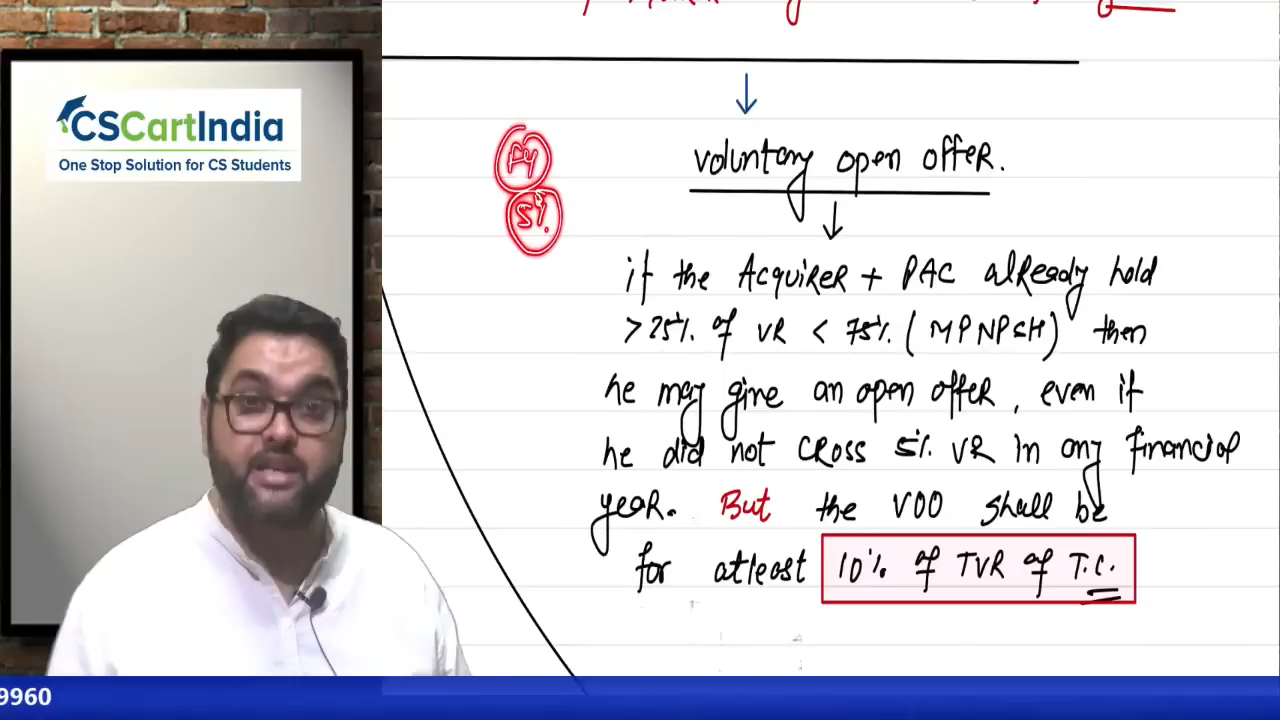 CSCartIndia
One Stop Solution for CS Students
FY
5%.
voluntary open offer.
if the Acquirer + PAC already hold
>25% of VR < 75% (MPNPSH) then
he may give an open offer, even if
he did not cross 5% VR in any financial
year. But the VOO shall be
for atleast 10% of TVR of T.C.
9960